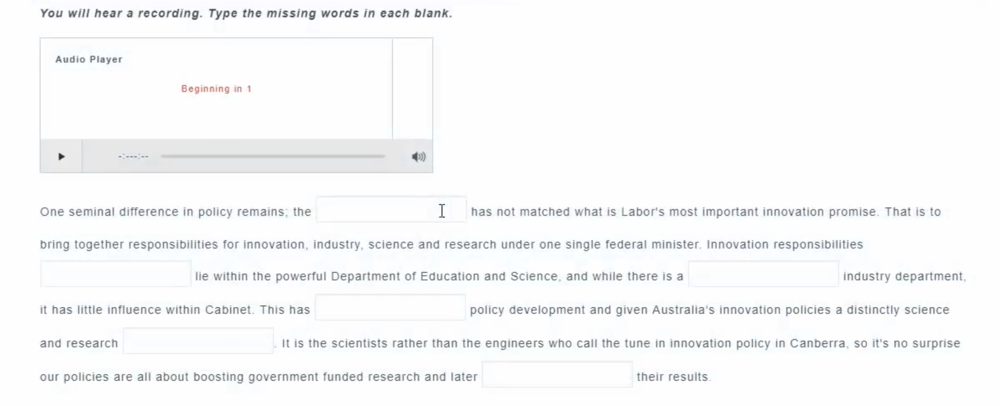 You will hear a recording. Type the missing words in each blank.
Audio Player
Beginning in 1
-:---:--
One seminal difference in policy remains; the has not matched what is Labor's most important innovation promise. That is to
bring together responsibilities for innovation, industry, science and research under one single federal minister. Innovation responsibilities
lie within the powerful Department of Education and Science, and while there is a industry department,
it has little influence within Cabinet. This has policy development and given Australia's innovation policies a distinctly science
and research . It is the scientists rather than the engineers who call the tune in innovation policy in Canberra, so it's no surprise
our policies are all about boosting government funded research and later their results.